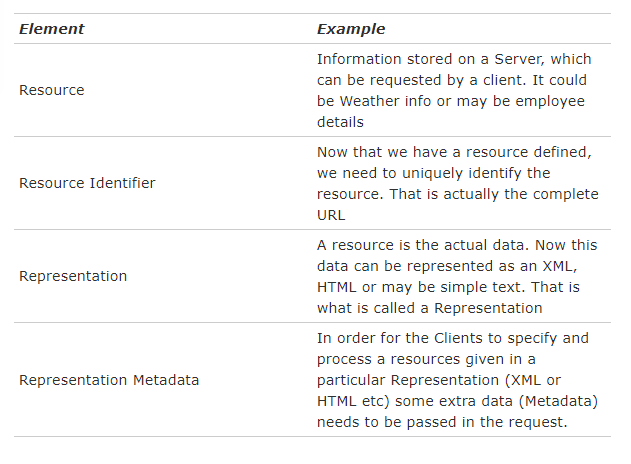 Element
Example
Resource
Information stored on a Server, which
can be requested by a client. It could
be Weather info or may be employee
details
Resource Identifier
Now that we have a resource defined,
we need to uniquely identify the
resource. That is actually the complete
URL
Representation
A resource is the actual data. Now this
data can be represented as an XML,
HTML or may be simple text. That is
what is called a Representation
Representation Metadata
In order for the Clients to specify and
process a resources given in a
particular Representation (XML or
HTML etc) some extra data (Metadata)
needs to be passed in the request.